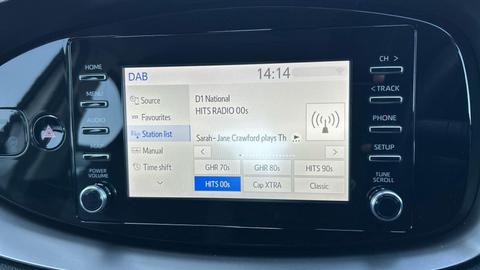 HOME
MENU
AUDIO
MAP
POWER
VOLUME
DAB
14:14
Source
Favourites
Station list
Manual
Time shift
D1 National
HITS RADIO 00s
Sarah-Jane Crawford plays Th
GHR 70s
GHR 80s
HITS 90s
HITS 00s
Cap XTRA
Classic
CH >
< TRACK
PHONE
SETUP
TUNE
SCROLL